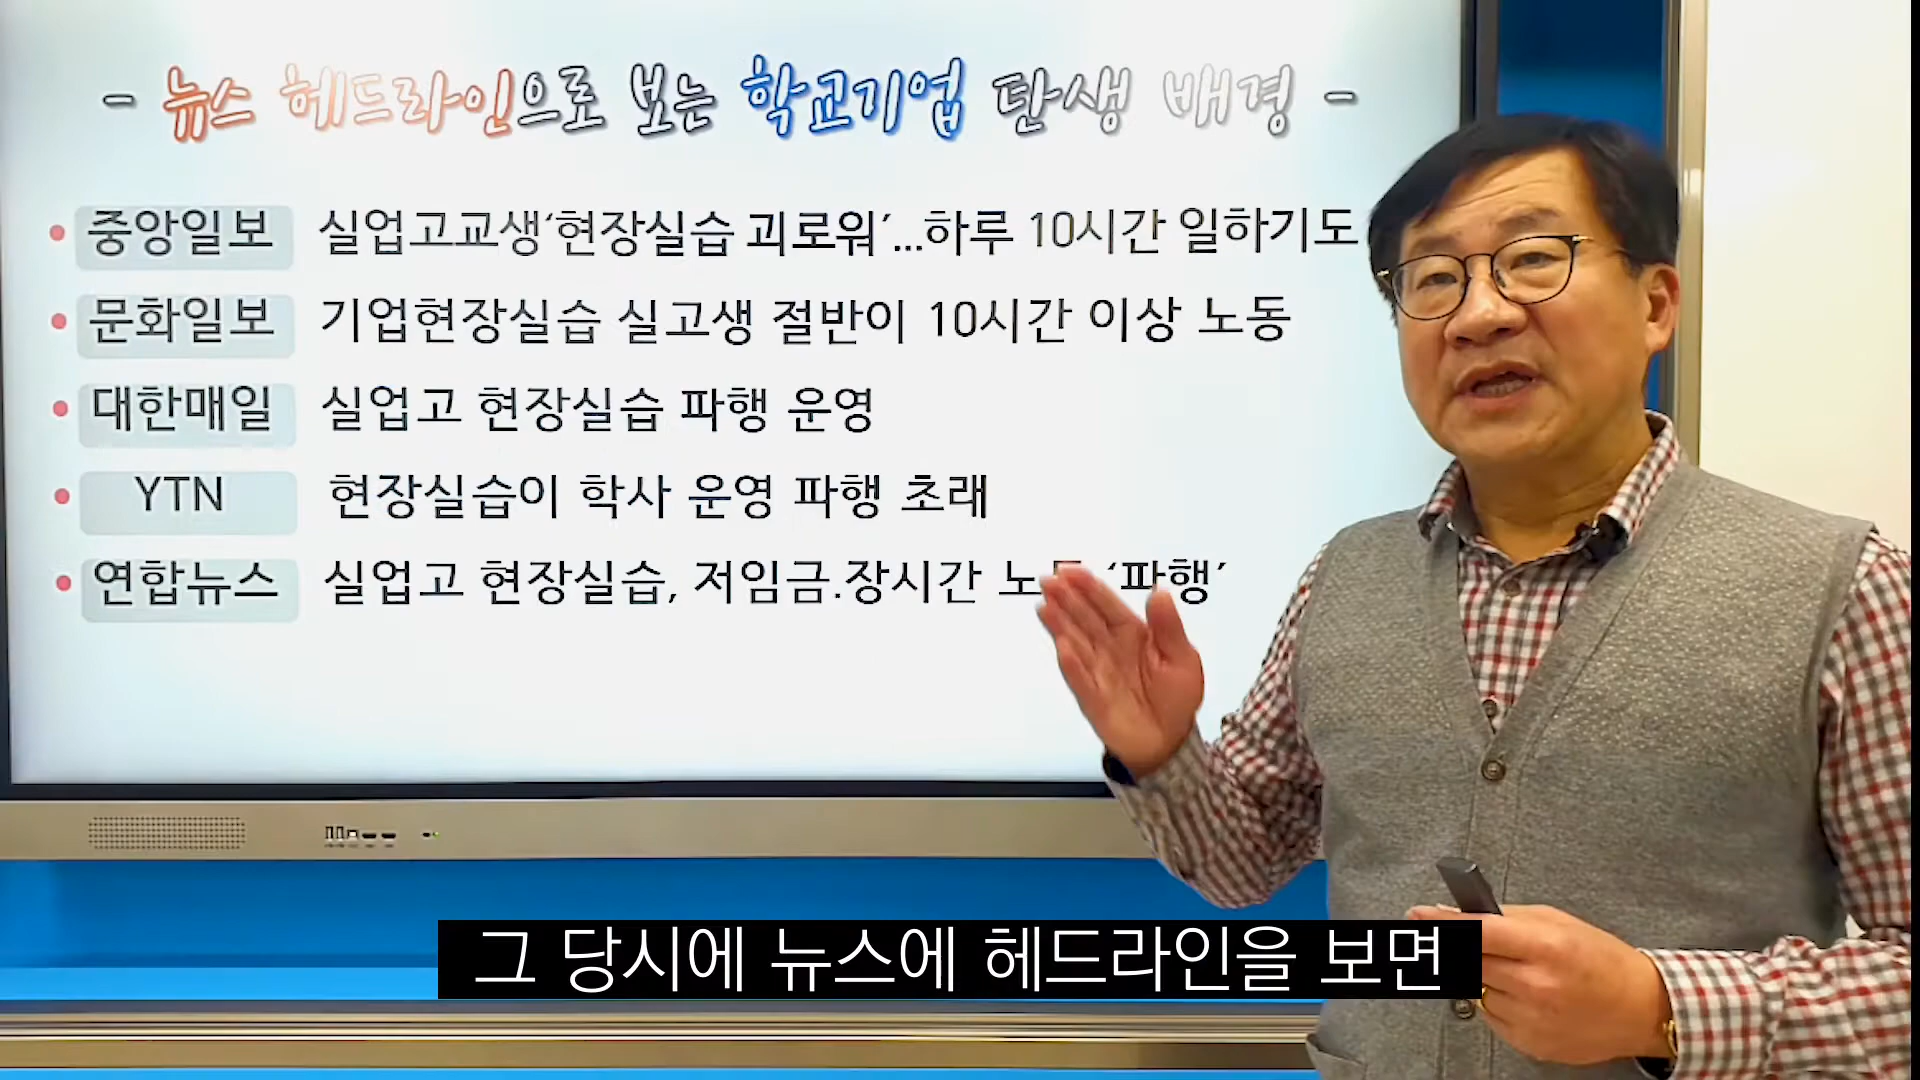 - 뉴스 헤드라인으로 보는 학교기업 탄생 배경 -
• 중앙일보 실업고교생‘현장실습 괴로워’...하루 10시간 일하기도
• 문화일보 기업현장실습 실고생 절반이 10시간 이상 노동
• 대한매일 실업고 현장실습 파행 운영
• YTN 현장실습이 학사 운영 파행 초래
• 연합뉴스 실업고 현장실습, 저임금.장시간 노동 ‘파행’
그 당시에 뉴스에 헤드라인을 보면